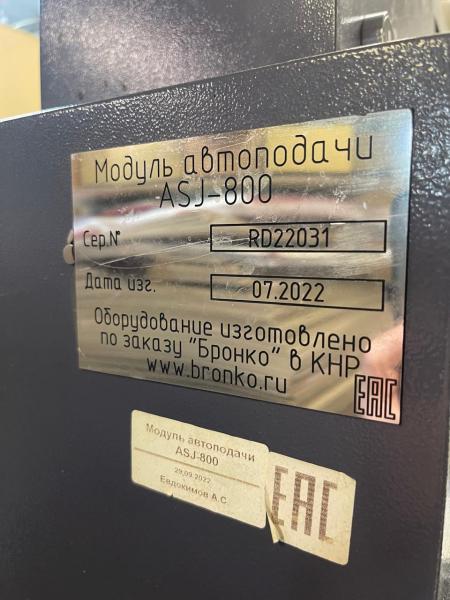 Модуль автоподачи
ASJ-800
Сер.N RD22031
Дата изг. 07.2022
Оборудование изготовлено
по заказу "Бронко" в КНР
www.bronko.ru
EAC
Модуль автоподачи
ASJ-800
29.09.2022
Евдокимов А.С.
EAC